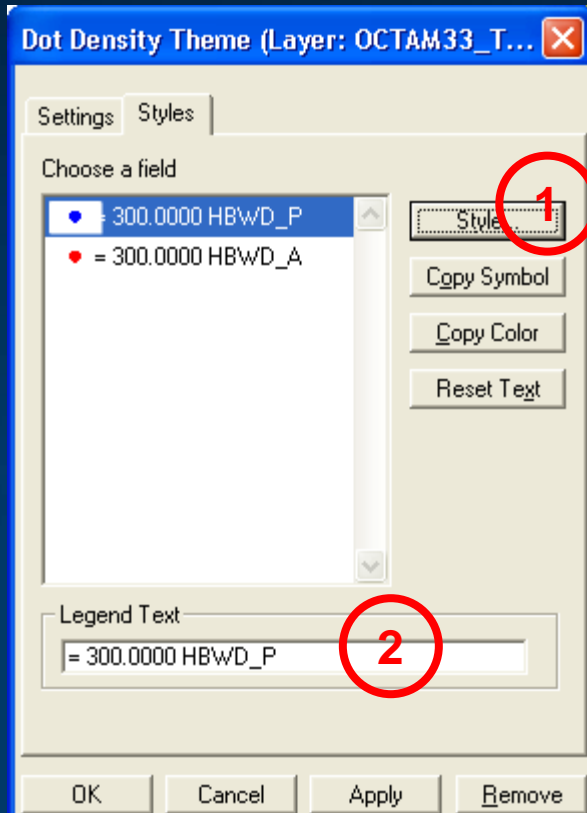 Dot Density Theme (Layer: OCTAM33_T...
Settings Styles
Choose a field
= 300.0000 HBWD_P
= 300.0000 HBWD_A
Style...
1
Copy Symbol
Copy Color
Reset Text
Legend Text
= 300.0000 HBWD_P
2
OK Cancel Apply Remove